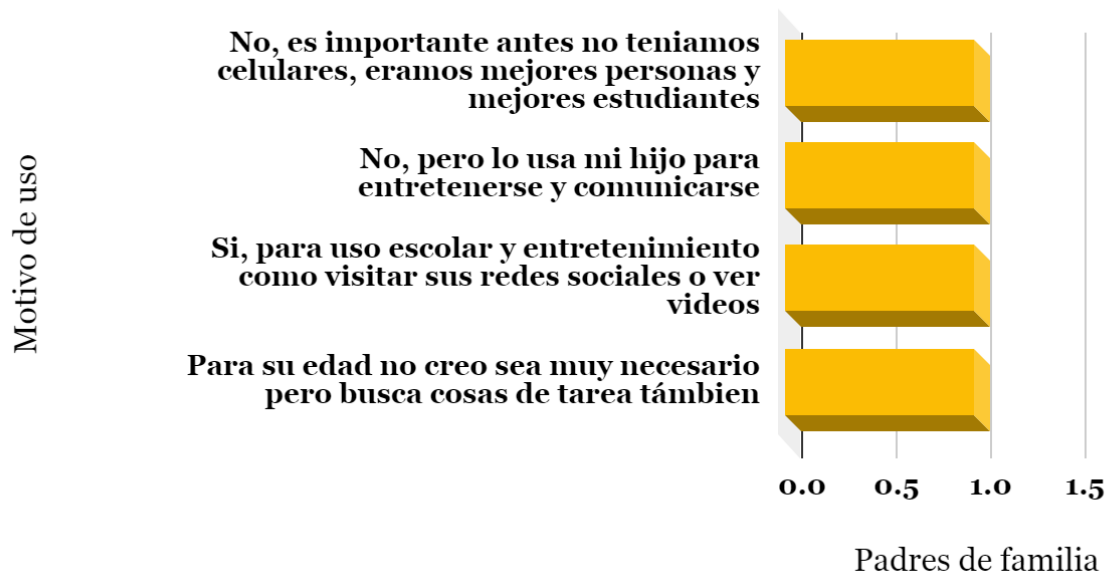 No, es importante antes no teniamos
celulares, eramos mejores personas y
mejores estudiantes
No, pero lo usa mi hijo para
entretenerse y comunicarse
Si, para uso escolar y entretenimiento
como visitar sus redes sociales o ver
videos
Para su edad no creo sea muy necesario
pero busca cosas de tarea támbien
Motivo de uso
0.0 0.5 1.0 1.5
Padres de familia